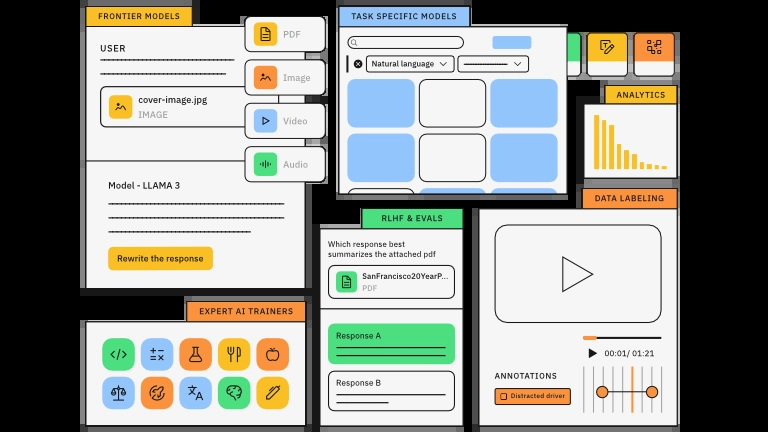 FRONTIER MODELS
USER
cover-image.jpg
IMAGE
PDF
Image
Video
Audio
Model - LLAMA 3
Rewrite the response
EXPERT AI TRAINERS
TASK SPECIFIC MODELS
Natural language
RLHF & EVALS
Which response best
summarizes the attached pdf
SanFrancisco20YearP...
PDF
Response A
Response B
ANALYTICS
DATA LABELING
00:01/ 01:21
ANNOTATIONS
Distracted driver